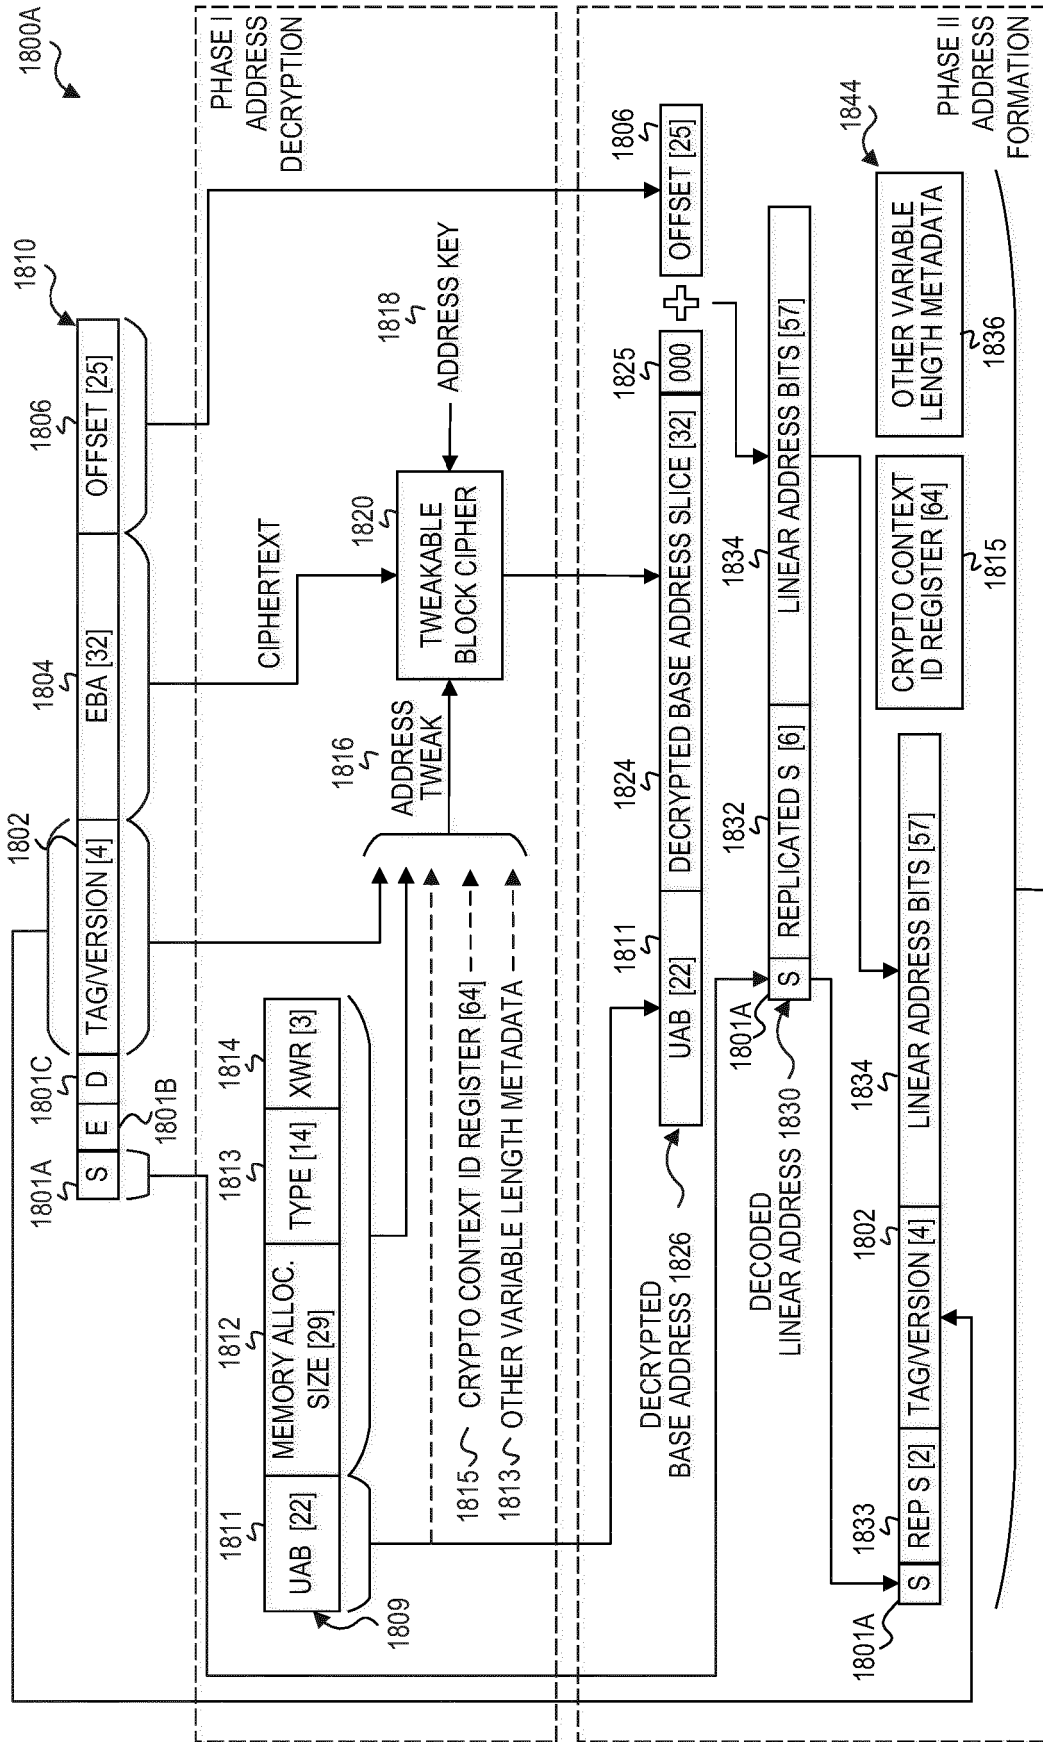 1800A
1810
1801A
1801C
1802
1804
1806
S
E
D
TAG/VERSION [4]
EBA [32]
OFFSET [25]
1801B
PHASE I
ADDRESS
DECRYPTION
CIPHERTEXT
1811
1812
1813
1814
UAB [22]
MEMORY ALLOC.
SIZE [29]
TYPE [14]
XWR [3]
1809
1816
ADDRESS
TWEAK
1820
TWEAKABLE
BLOCK CIPHER
1818
ADDRESS KEY
1815 CRYPTO CONTEXT ID REGISTER [64]
1813 OTHER VARIABLE LENGTH METADATA
PHASE II
ADDRESS
FORMATION
1811
1824
1825
1806
UAB [22]
DECRYPTED BASE ADDRESS SLICE [32]
000
OFFSET [25]
DECRYPTED
BASE ADDRESS 1826
1801A
1832
1834
S
REPLICATED S [6]
LINEAR ADDRESS BITS [57]
DECODED
LINEAR ADDRESS 1830
1801A
1833
1802
1834
1844
S
REP S [2]
TAG/VERSION [4]
LINEAR ADDRESS BITS [57]
CRYPTO CONTEXT
ID REGISTER [64]
OTHER VARIABLE
LENGTH METADATA
1815
1836